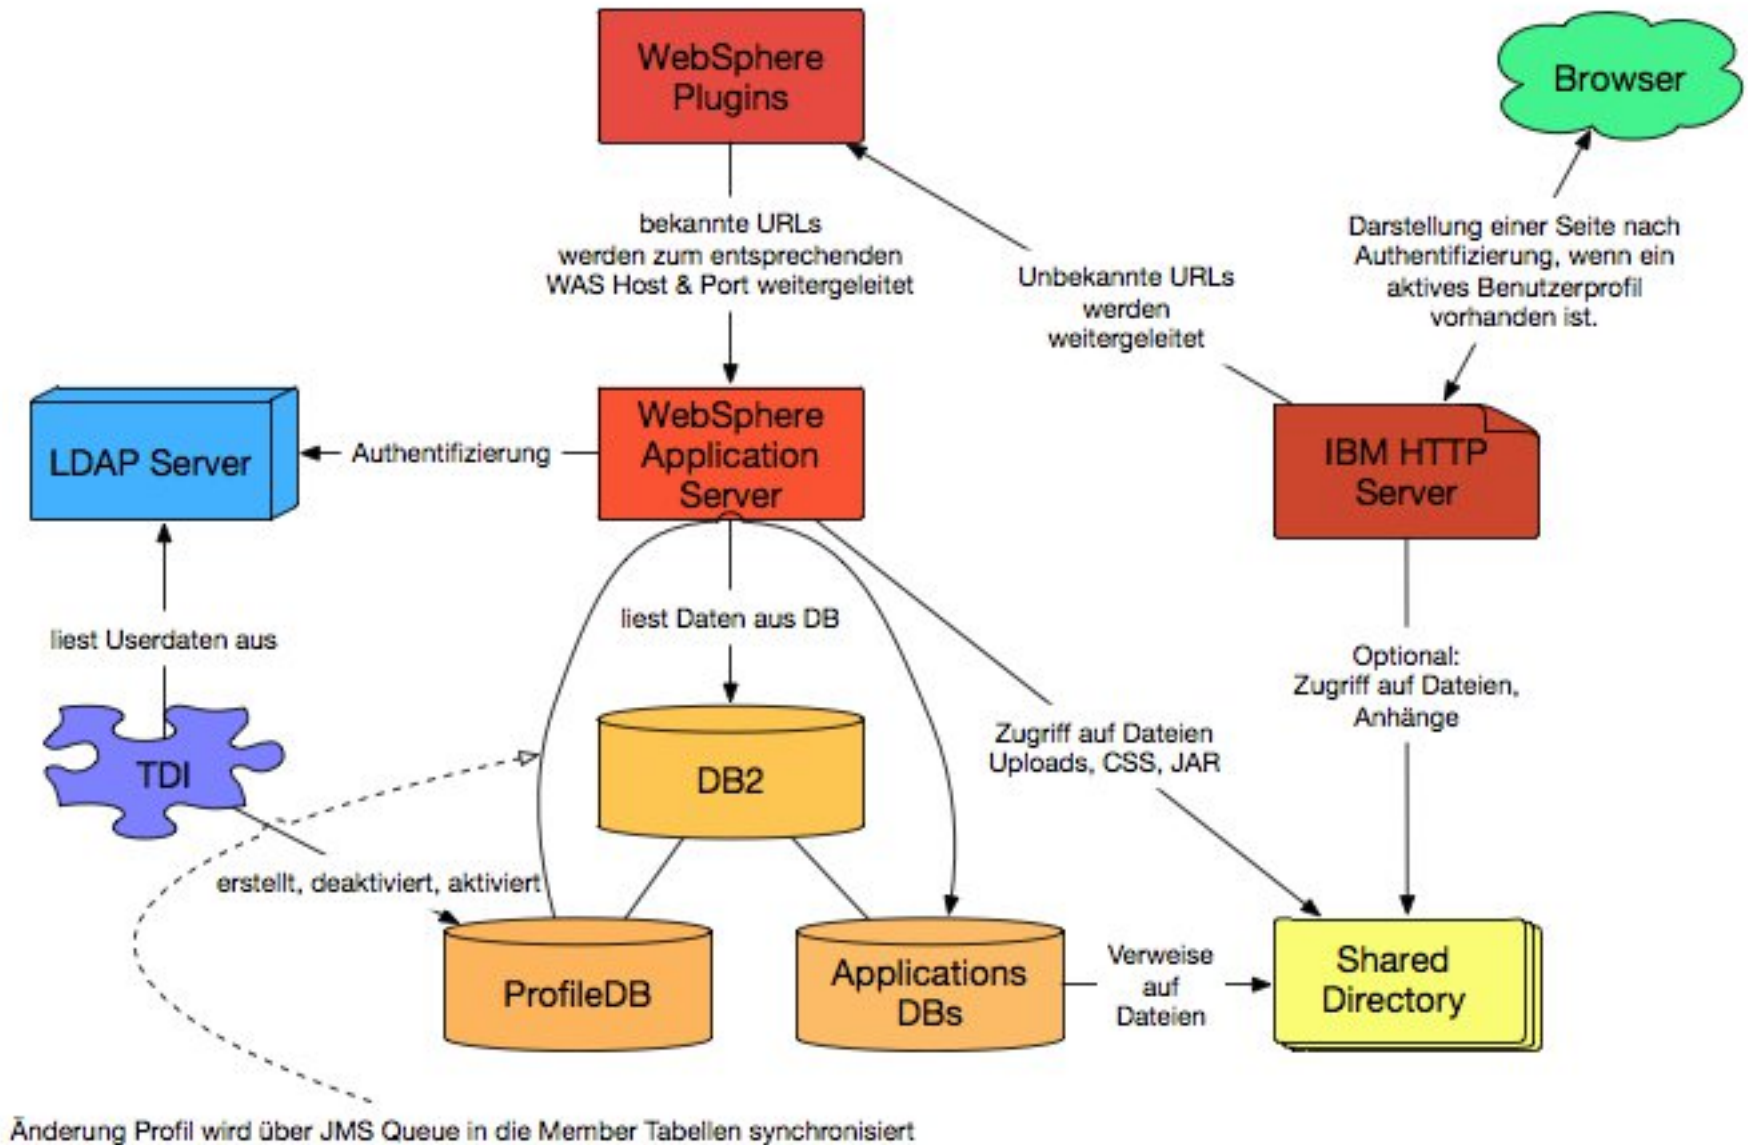 WebSphere
Plugins
Browser
bekannte URLs
werden zum entsprechenden
WAS Host & Port weitergeleitet
Unbekannte URLs
werden
weitergeleitet
Darstellung einer Seite nach
Authentifizierung, wenn ein
aktives Benutzerprofil
vorhanden ist.
LDAP Server
Authentifizierung
WebSphere
Application
Server
IBM HTTP
Server
liest Userdaten aus
liest Daten aus DB
Optional:
Zugriff auf Dateien,
Anhänge
Zugriff auf Dateien
Uploads, CSS, JAR
TDI
DB2
erstellt, deaktiviert, aktiviert
ProfileDB
Applications
DBs
Verweise
auf
Dateien
Shared
Directory
Änderung Profil wird über JMS Queue in die Member Tabellen synchronisiert